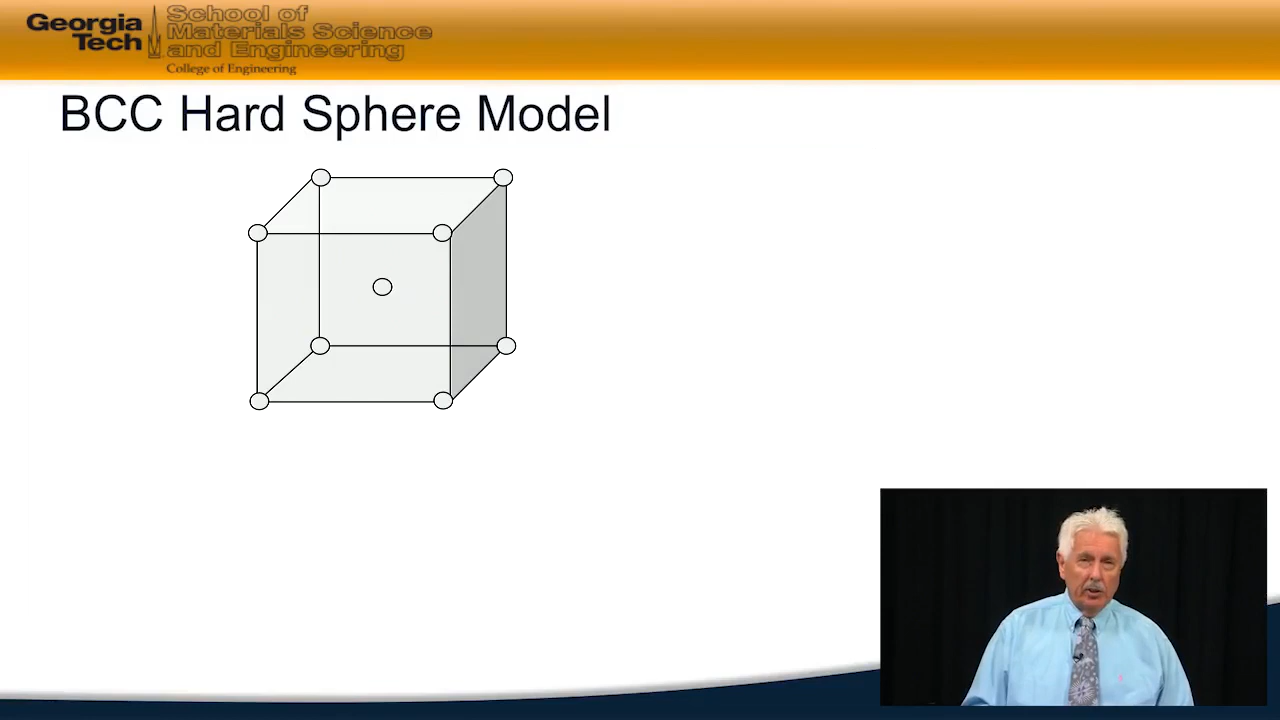 Georgia
Tech
School of
Materials Science
and Engineering
College of Engineering
BCC Hard Sphere Model